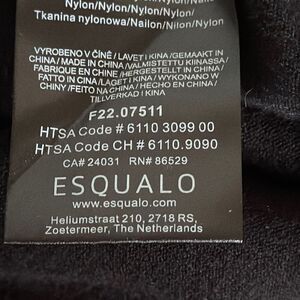 Nylon/Nylon/Nylon/Nylon/
Tkanina nylonowa/Nailon/Nilon/Nylon
VYROBENO V ČÍNĚ / LAVET I KINA /GEMAAKT IN
CHINA / MADE IN CHINA / VALMISTETTU KIINASSA /
FABRIQUE EN CHINE / HERGESTELLT IN CHINA /
FATTO IN CINA / LAGET I KINA / WYKONANO W
CHINY /FEITO NA CHINA / HECHO EN CHINA /
TILLVERKAD I KINA
F22.07511
HTSA Code # 6110 3099 00
HTSA Code CH # 6110.9090
CA# 24031 RN# 86529
ESQUALO
www.esqualo.com
Heliumstraat 210, 2718 RS,
Zoetermeer, The Netherlands